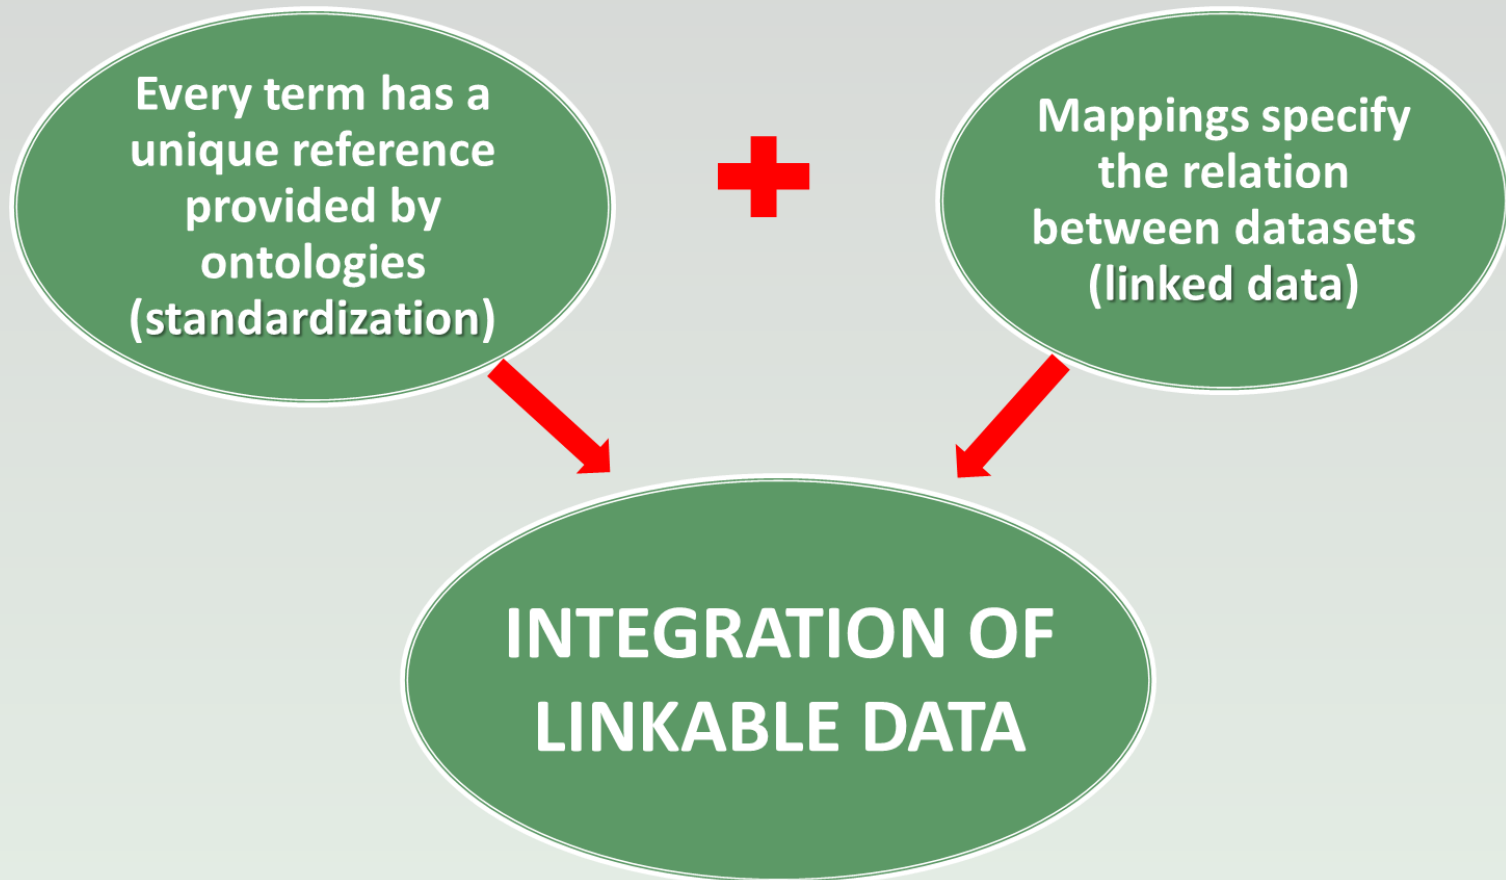 Every term has a
unique reference
provided by
ontologies
(standardization)
Mappings specify
the relation
between datasets
(linked data)
INTEGRATION OF
LINKABLE DATA